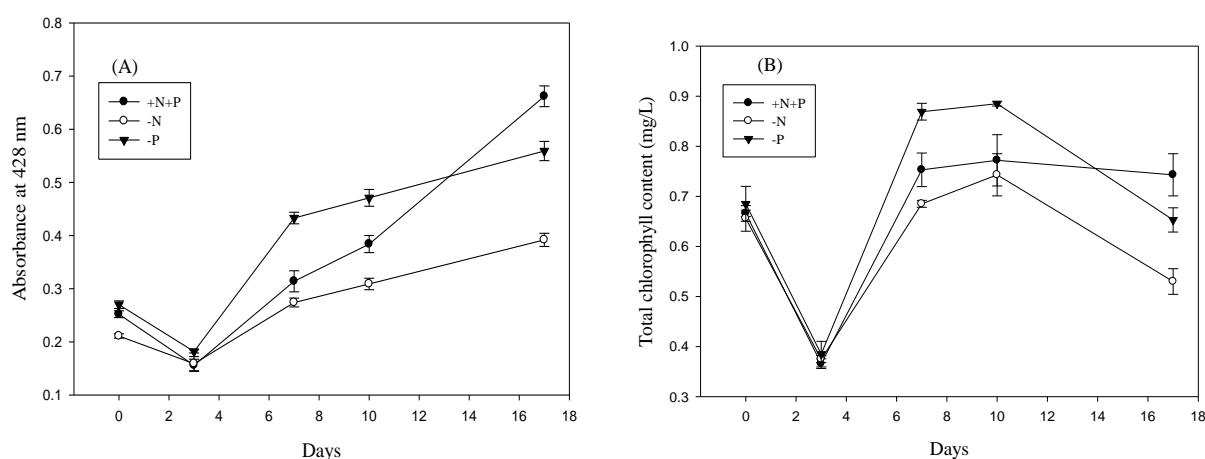 (A)
+N+P
-N
-P
Absorbance at 428 nm
0.8
0.7
0.6
0.5
0.4
0.3
0.2
0.1
0 2 4 6 8 10 12 14 16 18
Days
(B)
+N+P
-N
-P
Total chlorophyll content (mg/L)
1.0
0.9
0.8
0.7
0.6
0.5
0.4
0.3
0 2 4 6 8 10 12 14 16 18
Days